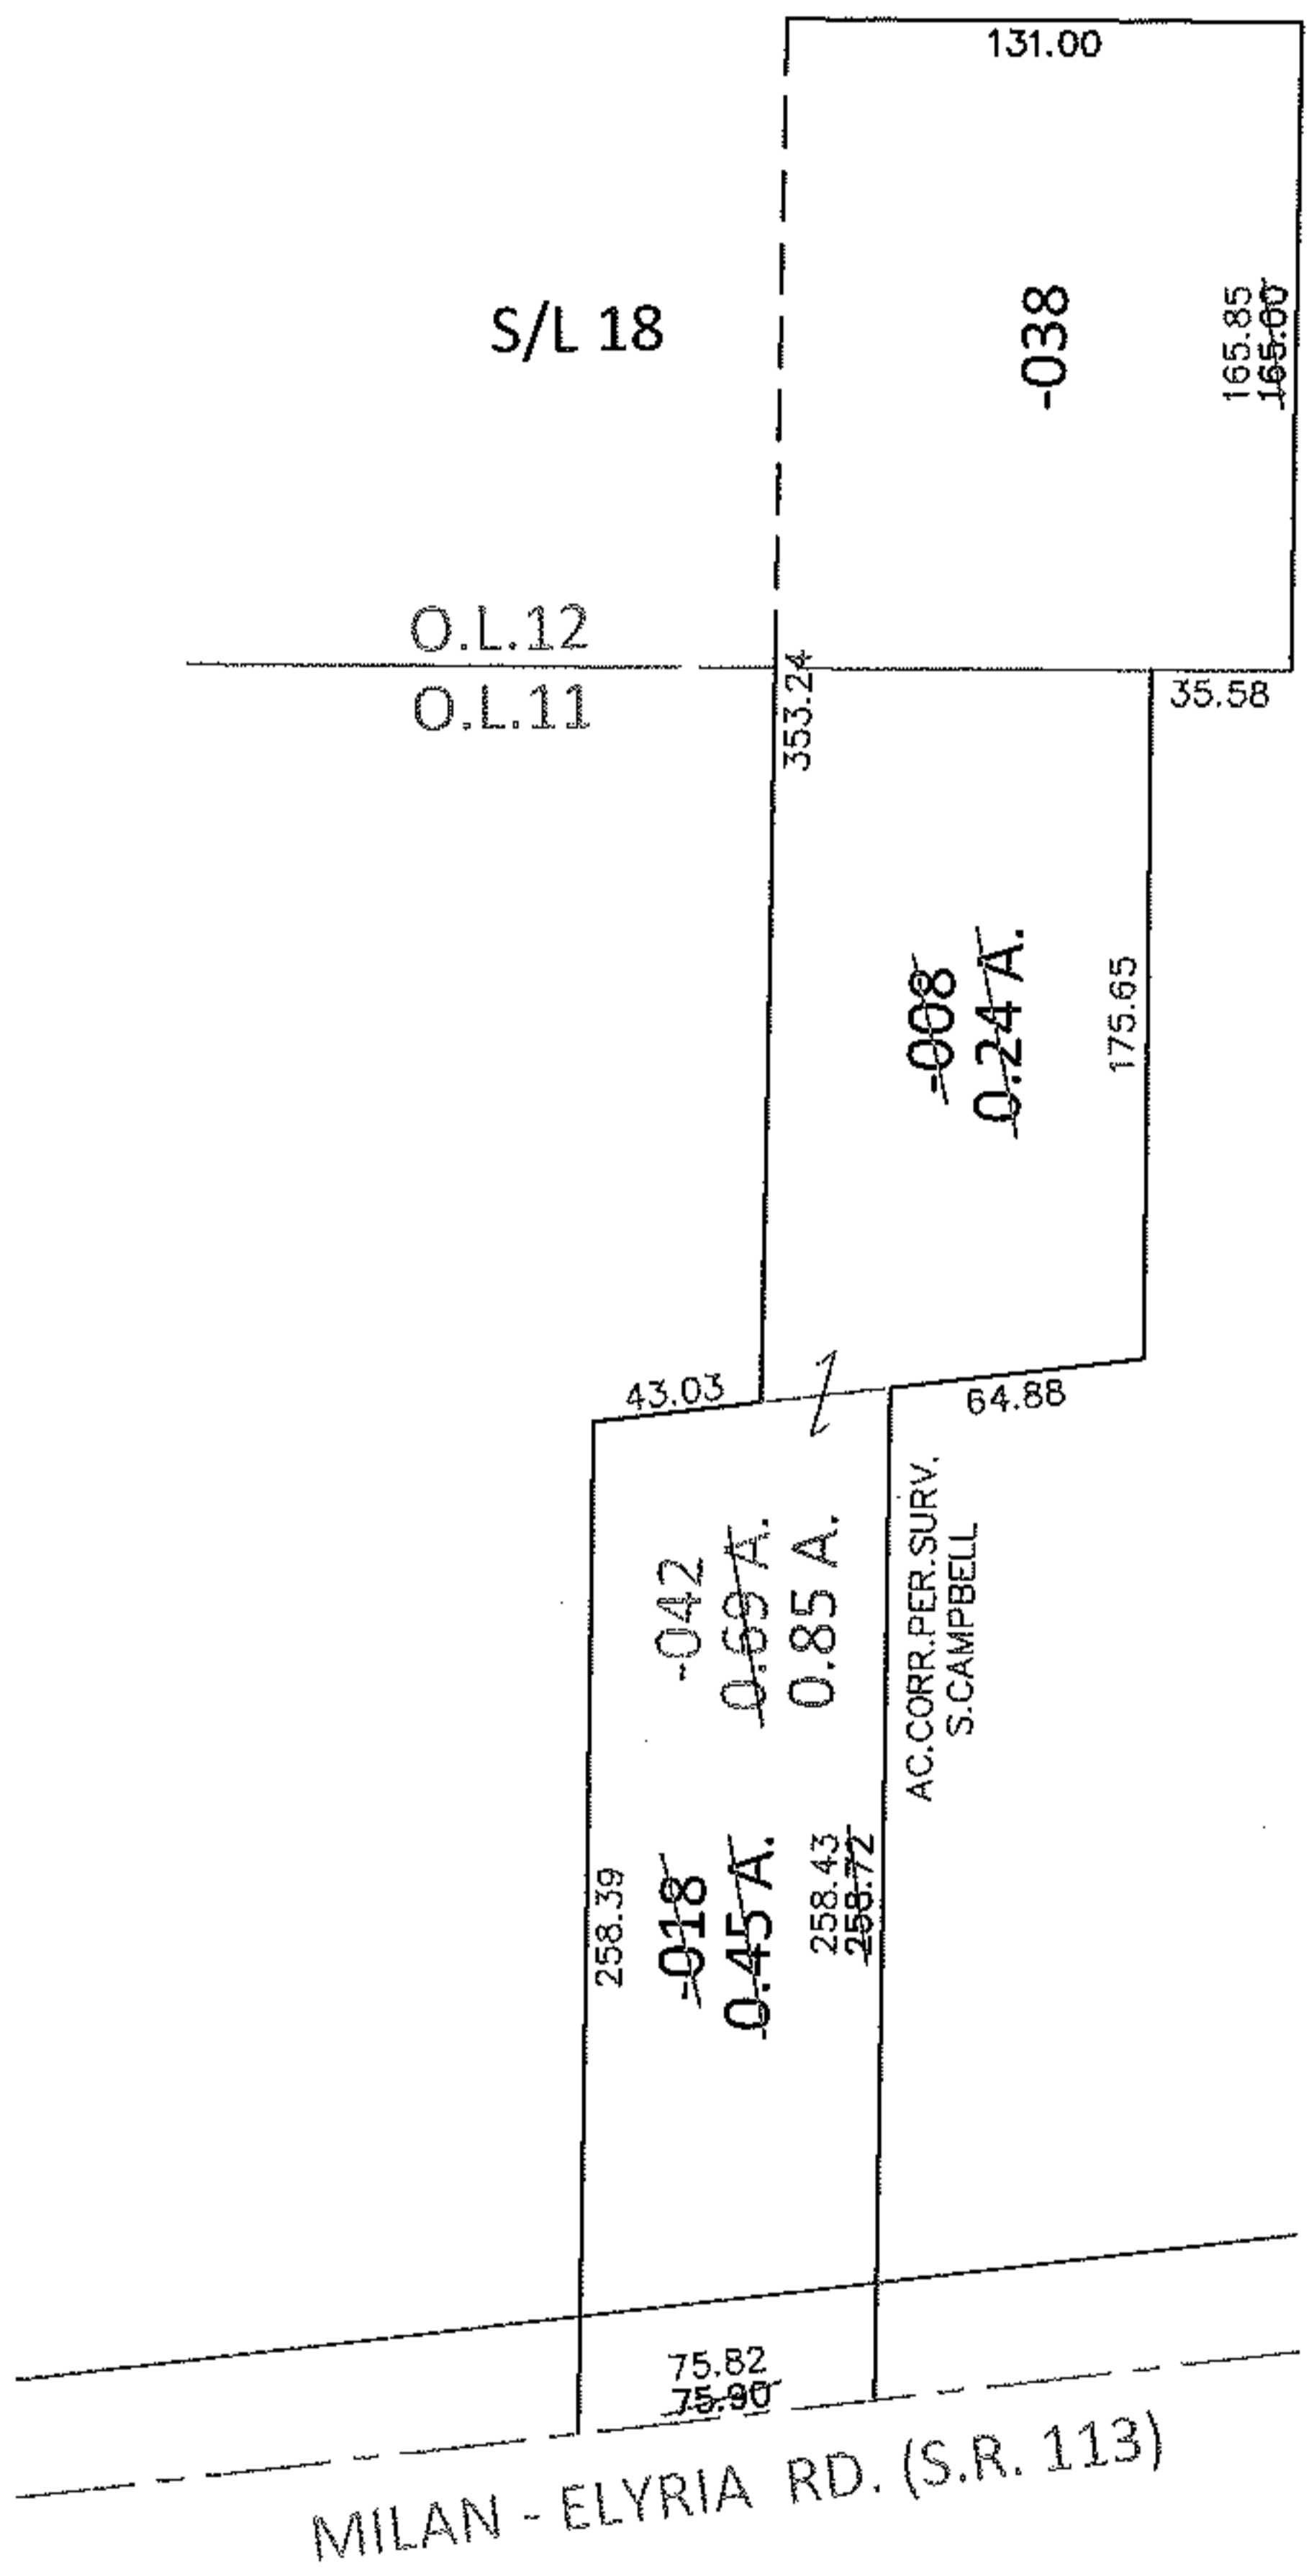 131.00
S/L 18
-038
165.85
165.00
O.L.12
O.L.11
353.24
35.58
-008
0.24 A.
175.65
43.03
64.88
-042
0.69 A.
0.85 A.
AC.CORR.PER.SURV.
S.CAMPBELL
258.39
-018
0.45 A.
258.43
258.72
75.82
75.90
MILAN - ELYRIA RD. (S.R. 113)